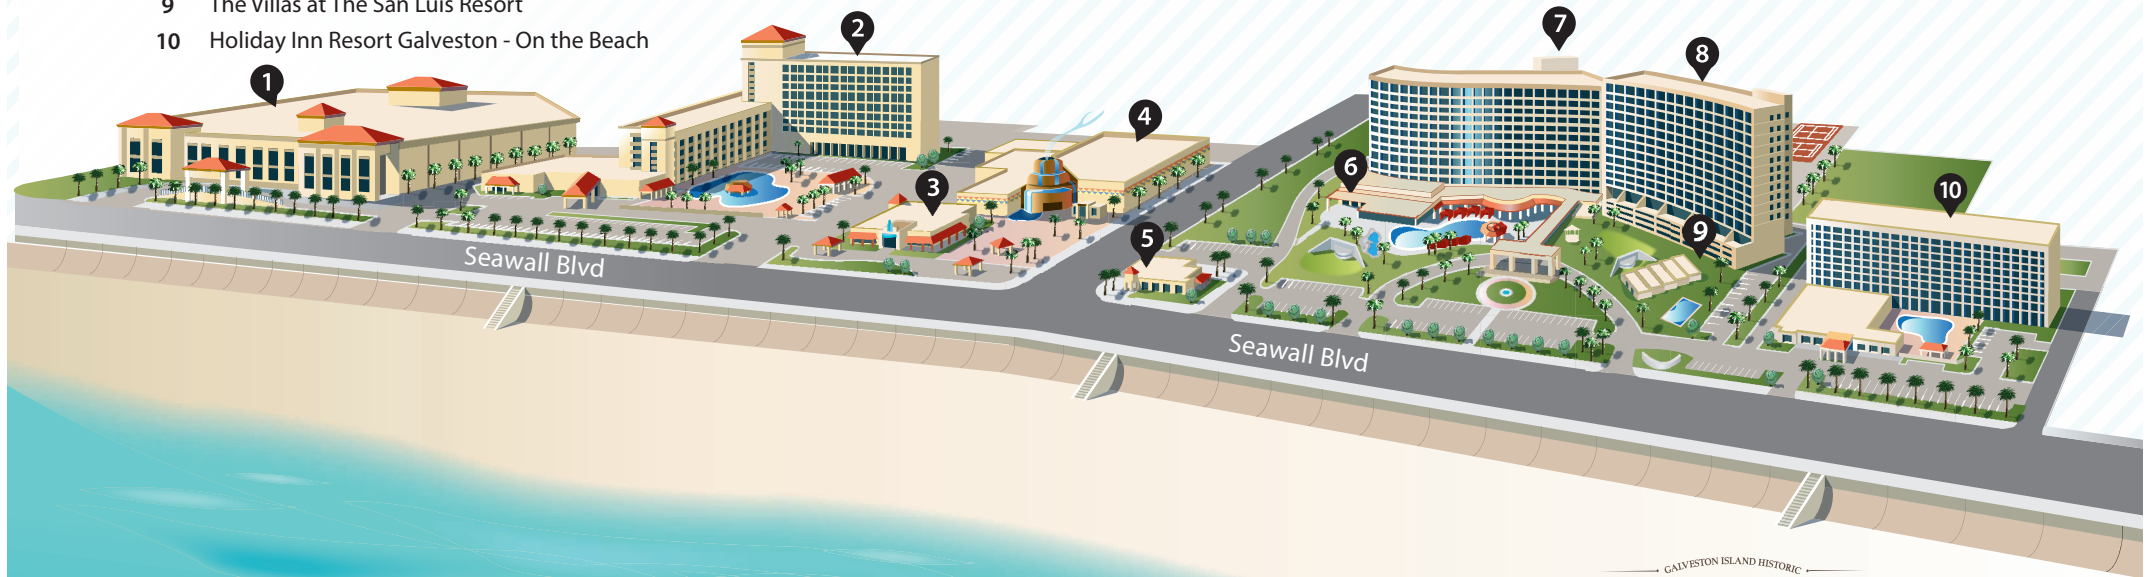 9 The Villas at The San Luis Resort
10 Holiday Inn Resort Galveston - On the Beach
1
2
3
4
5
6
7
8
9
10
Seawall Blvd
Seawall Blvd
GALVESTON ISLAND HISTORIC